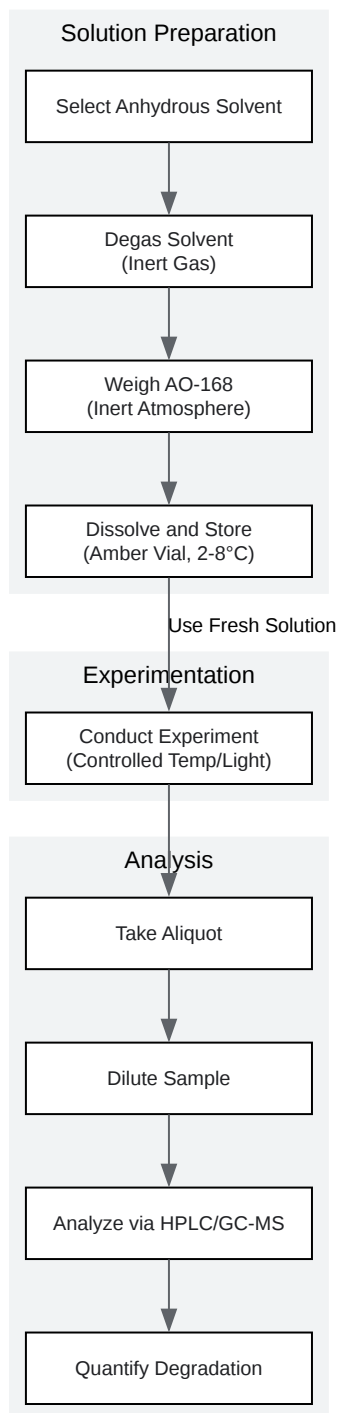 Solution Preparation
Select Anhydrous Solvent
Degas Solvent
(Inert Gas)
Weigh AO-168
(Inert Atmosphere)
Dissolve and Store
(Amber Vial, 2-8°C)
Use Fresh Solution
Experimentation
Conduct Experiment
(Controlled Temp/Light)
Analysis
Take Aliquot
Dilute Sample
Analyze via HPLC/GC-MS
Quantify Degradation